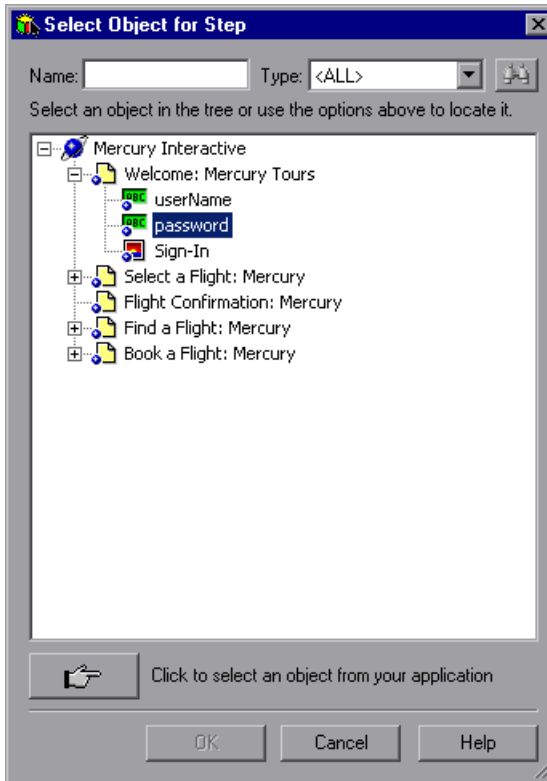 Select Object for Step
Name: Type: <ALL>
Select an object in the tree or use the options above to locate it.
Mercury Interactive
Welcome: Mercury Tours
ABC userName
ABC password
Sign-In
Select a Flight: Mercury
Flight Confirmation: Mercury
Find a Flight: Mercury
Book a Flight: Mercury
Click to select an object from your application
OK Cancel Help